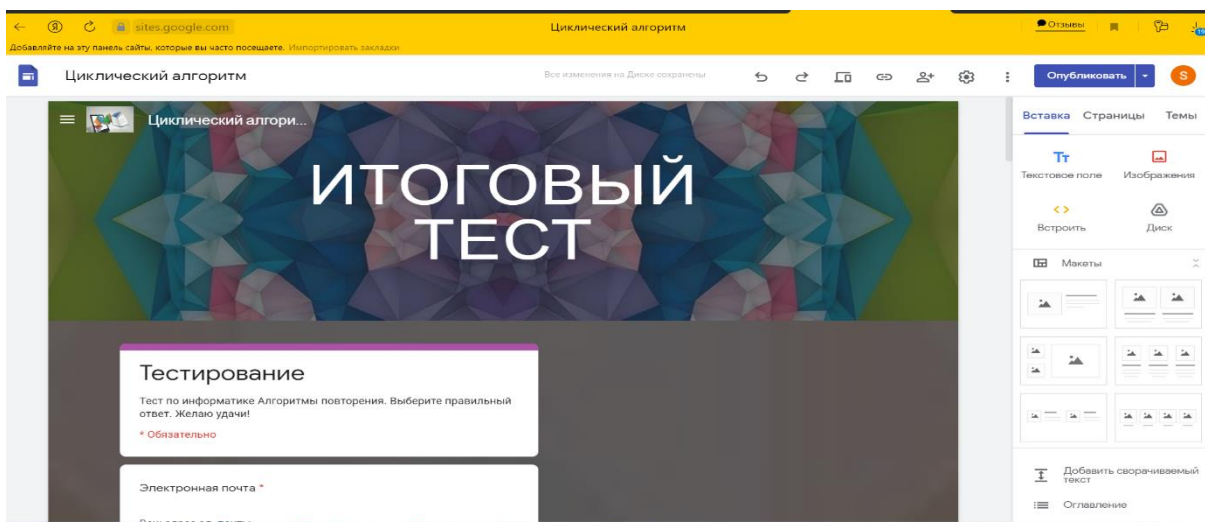 sites.google.com
Циклический алгоритм
Отзывы
Добавляйте на эту панель сайты, которые вы часто посещаете. Импортировать закладки
Циклический алгоритм
Все изменения на Диске сохранены
Опубликовать
S
Циклический алгори...
ИТОГОВЫЙ
ТЕСТ
Тестирование
Тест по информатике Алгоритмы повторения. Выберите правильный
ответ. Желаю удачи!
* Обязательно
Электронная почта *
Вставка Страницы Темы
Тт
Текстовое поле Изображения
Встроить Диск
Макеты
Добавить сворачиваемый
текст
Оглавление